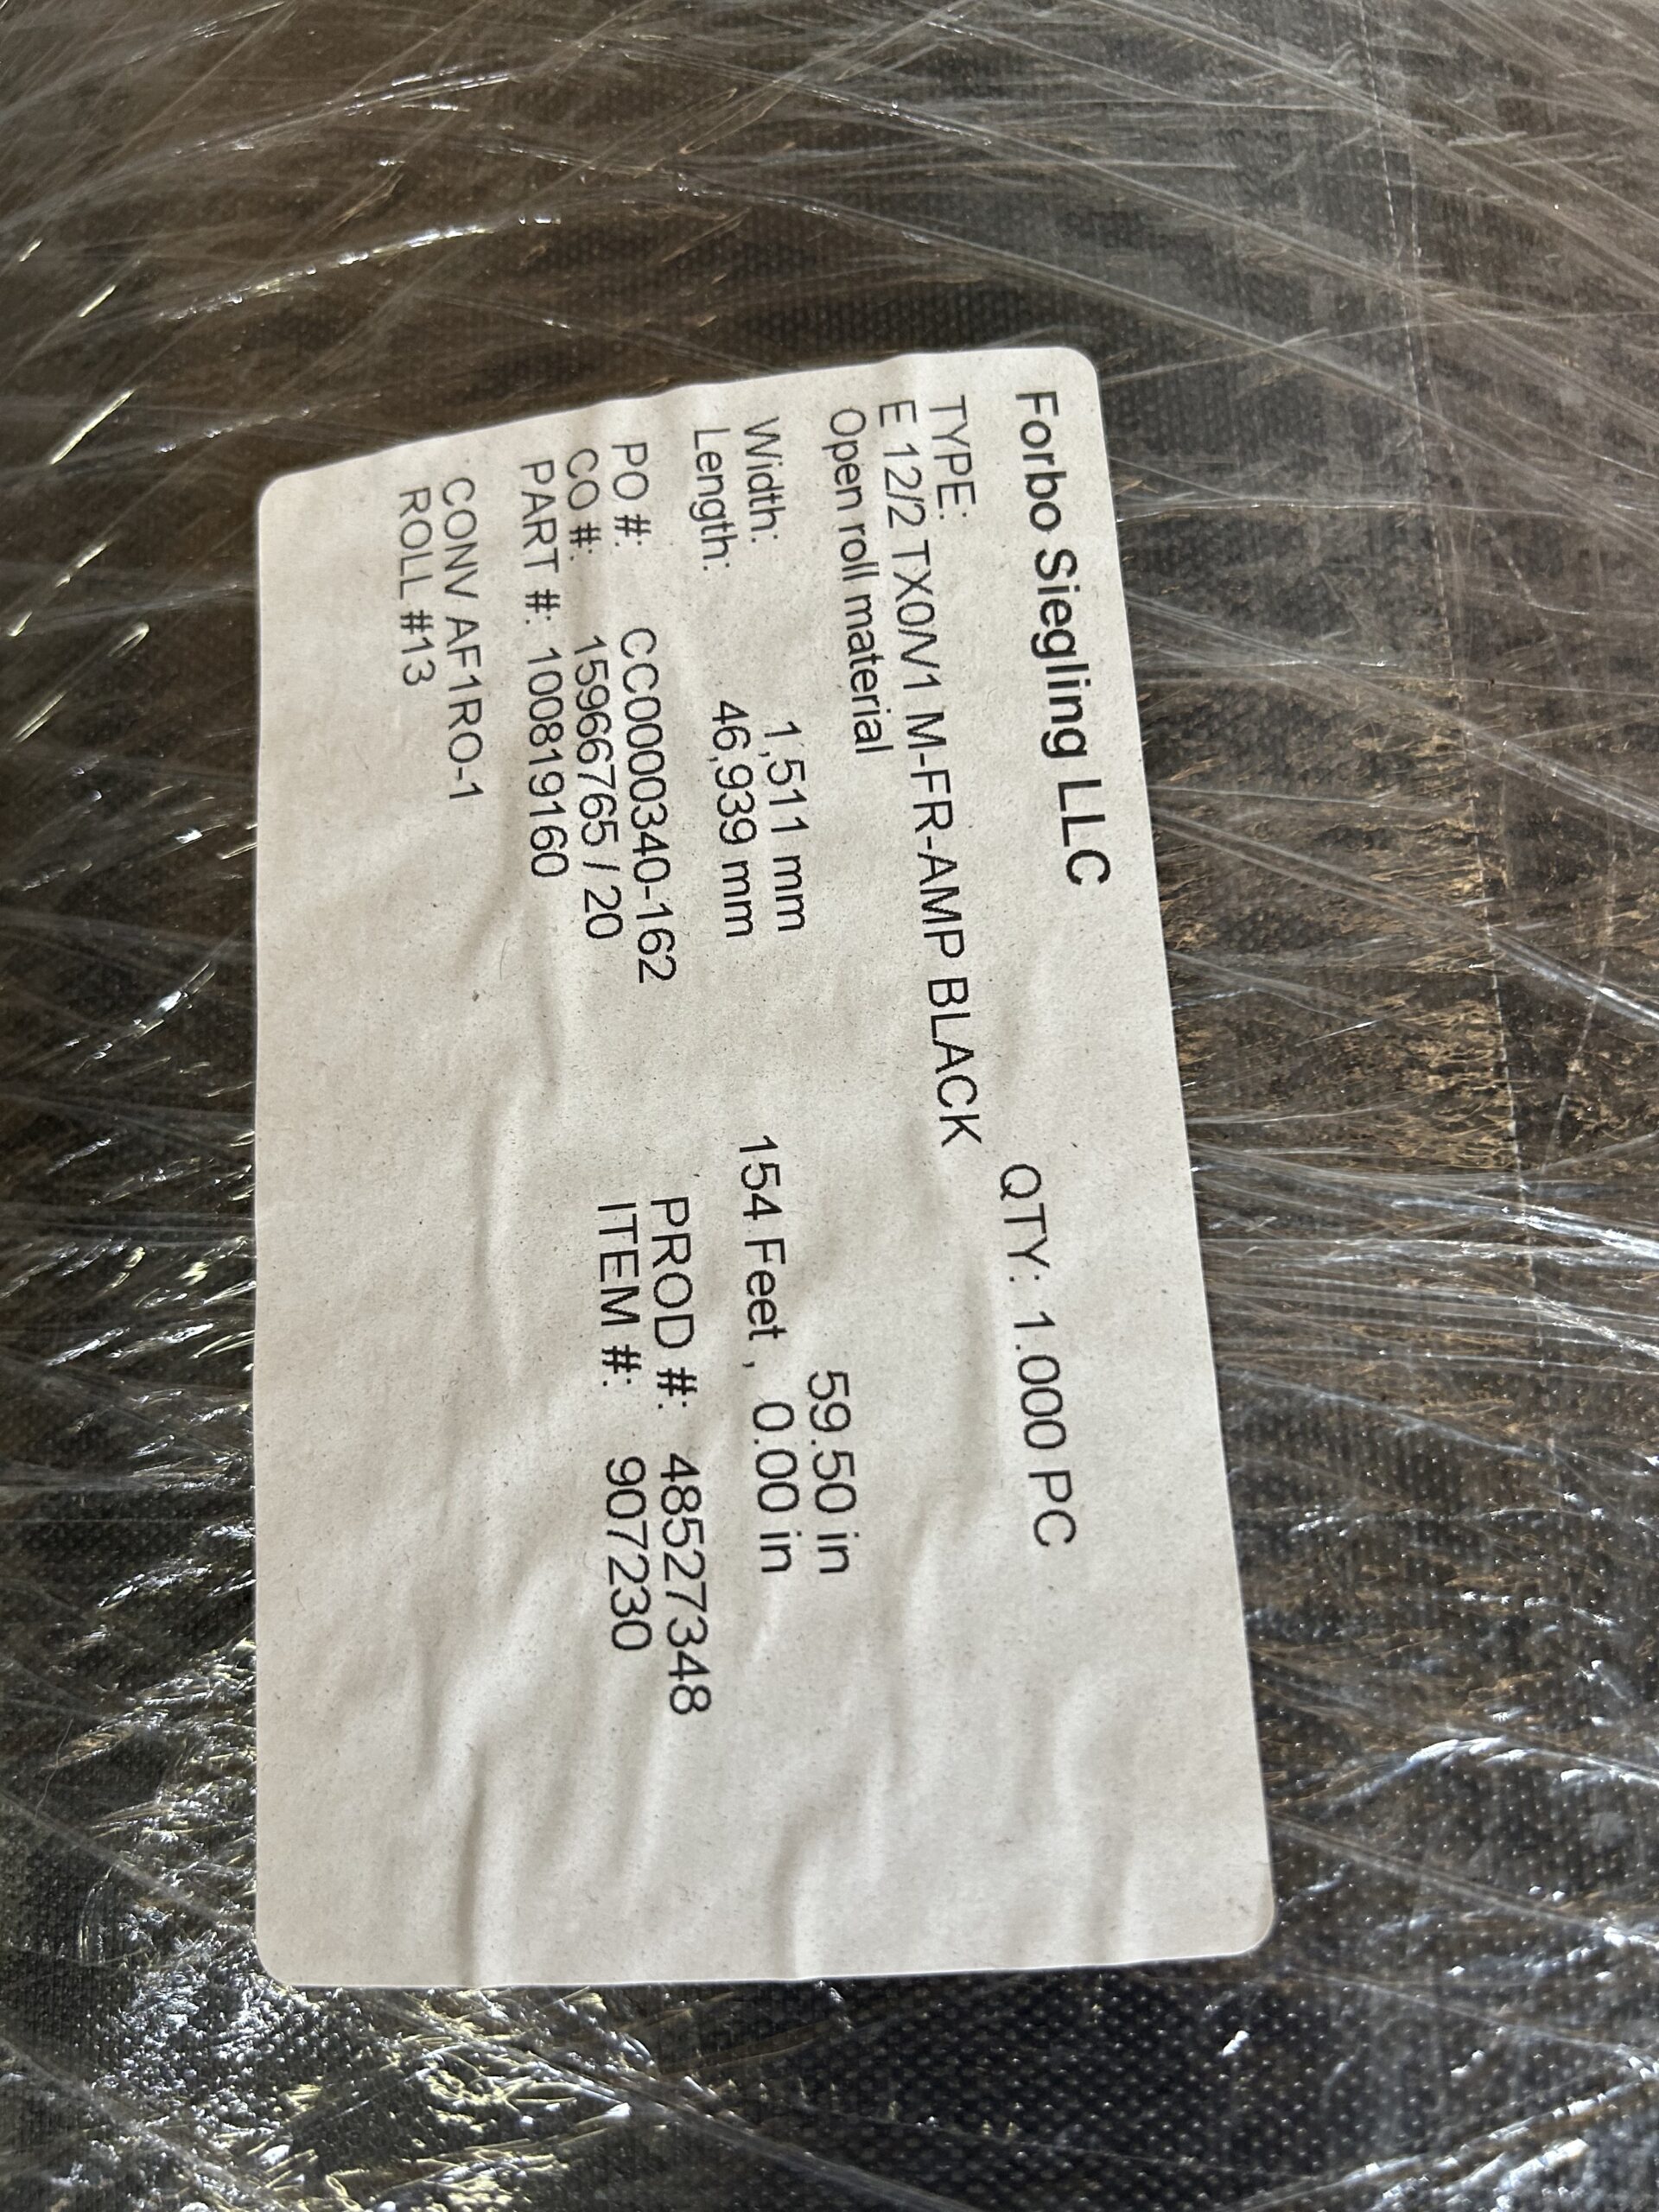 Forbo Siegling LLC QTY: 1.000 PC
TYPE:
E 12/2 TX0/V1 M-FR-AMP BLACK
Open roll material
Width: 1,511 mm 59.50 in
Length: 46,939 mm 154 Feet , 0.00 in
PO #: CC0000340-162 PROD #: 48527348
CO #: 15966765 / 20 ITEM #: 907230
PART #: 100819160
CONV AF1RO-1
ROLL #13